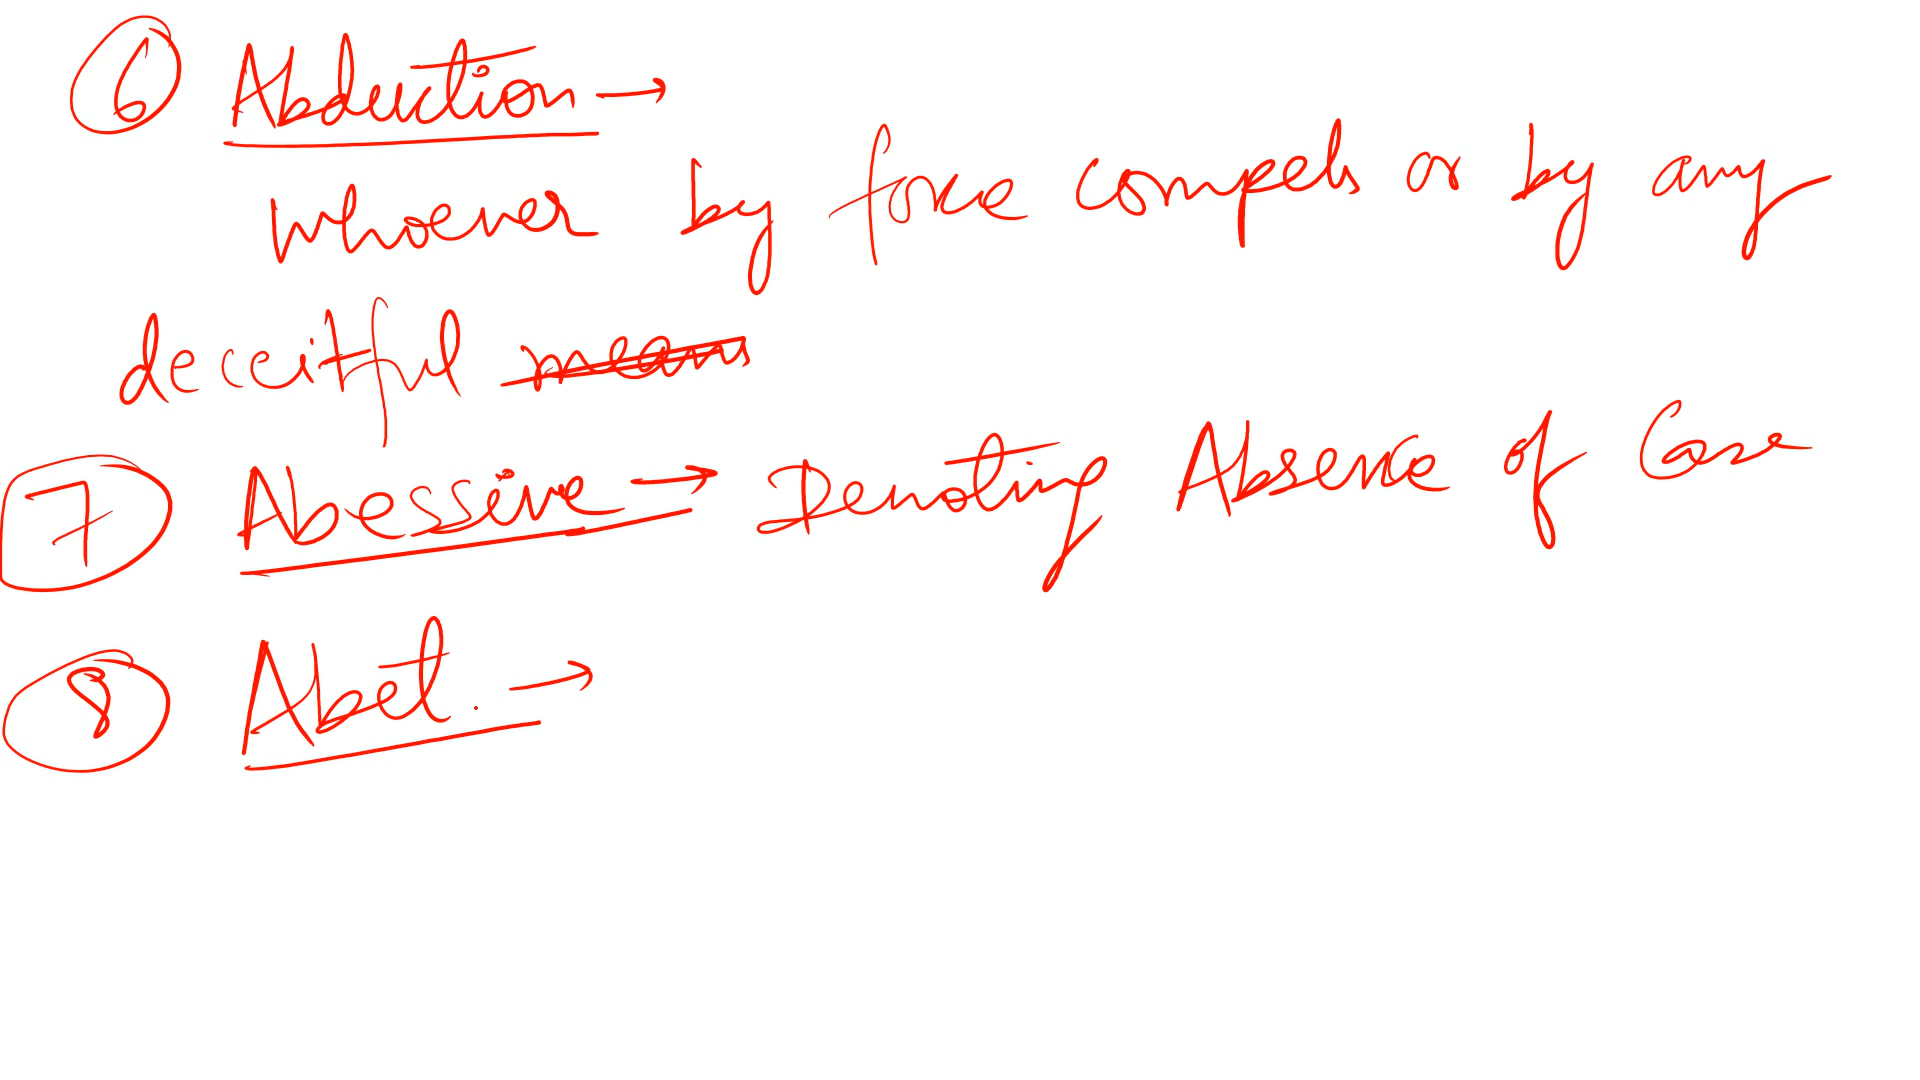 6 Abduction →
Whoever by force compels or by any
deceitful means
7 Abessive → Denoting Absence of Case
8 Abet. →